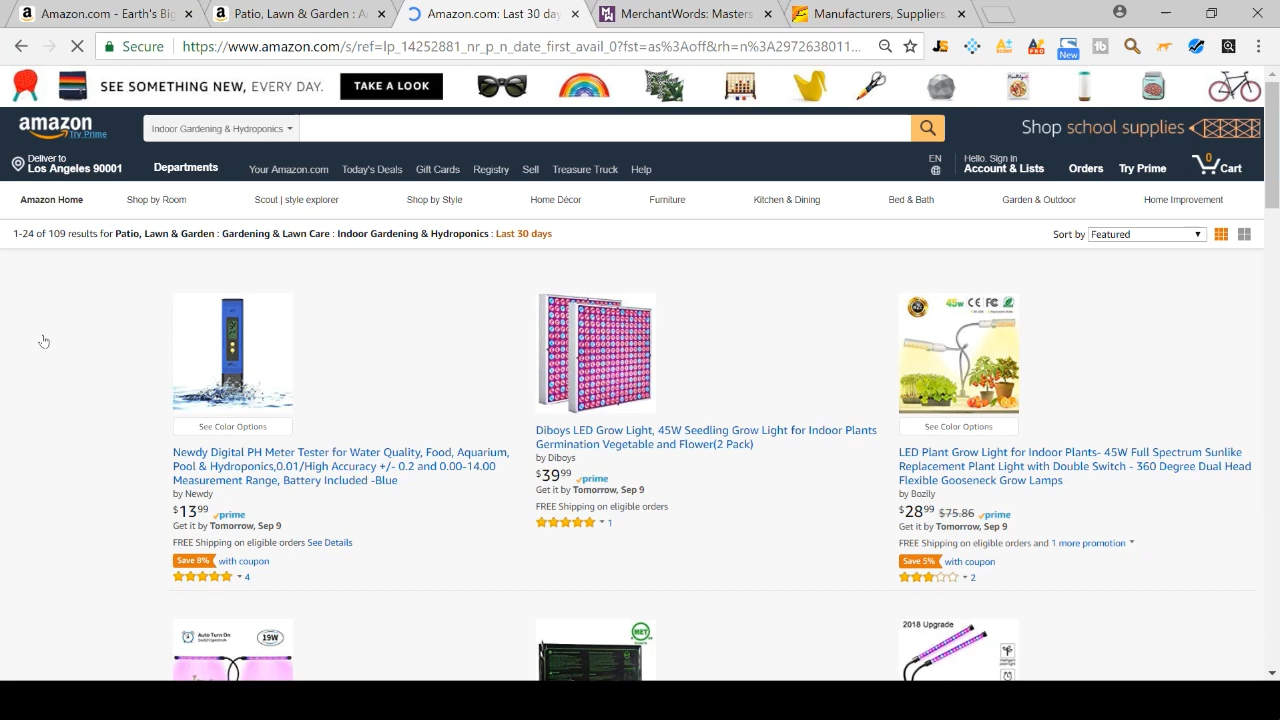 Amazon.com - Earth's Big
Patio, Lawn & Garden : A
Amazon.com: Last 30 day
MerchantWords: Masters
Manufacturers, Suppliers,
Secure
https://www.amazon.com/s/ref=lp_14252881_nr_p_n_date_first_avail_0?fst=as%3Aoff&rh=n%3A2972638011...
New
SEE SOMETHING NEW, EVERY DAY.
TAKE A LOOK
amazon
Try Prime
Indoor Gardening & Hydroponics
Shop school supplies
Deliver to
Los Angeles 90001
Departments
Your Amazon.com
Today's Deals
Gift Cards
Registry
Sell
Treasure Truck
Help
EN
Hello. Sign in
Account & Lists
Orders
Try Prime
0
Cart
Amazon Home
Shop by Room
Scout | style explorer
Shop by Style
Home Décor
Furniture
Kitchen & Dining
Bed & Bath
Garden & Outdoor
Home Improvement
1-24 of 109 results for Patio, Lawn & Garden : Gardening & Lawn Care : Indoor Gardening & Hydroponics : Last 30 days
Sort by
Featured
See Color Options
Newdy Digital PH Meter Tester for Water Quality, Food, Aquarium,
Pool & Hydroponics,0.01/High Accuracy +/- 0.2 and 0.00-14.00
Measurement Range, Battery Included -Blue
by Newdy
$13.99 prime
Get it by Tomorrow, Sep 9
FREE Shipping on eligible orders See Details
Save 8% with coupon
4
Diboys LED Grow Light, 45W Seedling Grow Light for Indoor Plants
Germination Vegetable and Flower(2 Pack)
by Diboys
$39.99 prime
Get it by Tomorrow, Sep 9
FREE Shipping on eligible orders
1
45w CE FC
See Color Options
LED Plant Grow Light for Indoor Plants- 45W Full Spectrum Sunlike
Replacement Plant Light with Double Switch - 360 Degree Dual Head
Flexible Gooseneck Grow Lamps
by Bozily
$28.99 $75.86 prime
Get it by Tomorrow, Sep 9
FREE Shipping on eligible orders and 1 more promotion
Save 5% with coupon
2
Auto Turn On
19W
MET
2018 Upgrade